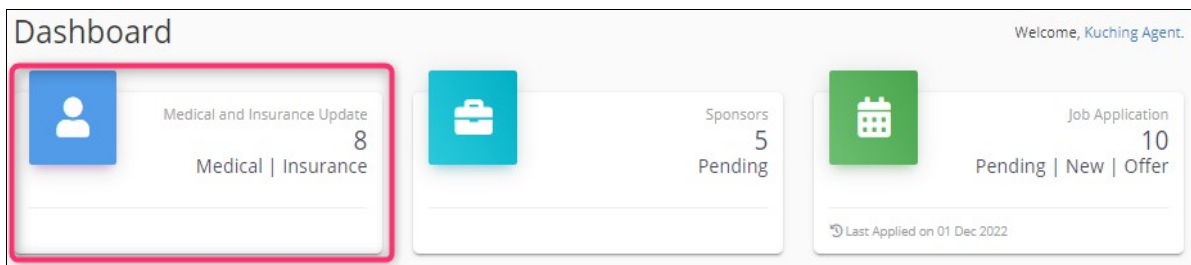 Dashboard
Welcome, Kuching Agent.
Medical and Insurance Update
8
Medical | Insurance
Sponsors
5
Pending
Job Application
10
Pending | New | Offer
Last Applied on 01 Dec 2022